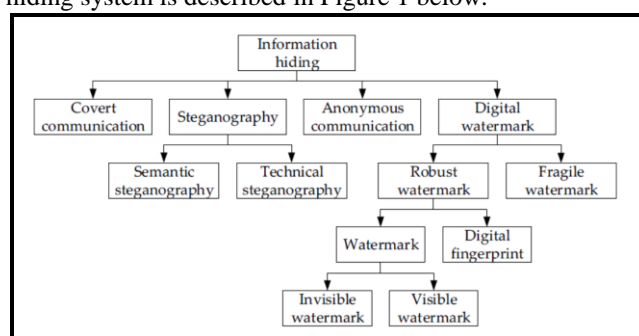 hiding system is described in Figure 1 below.
Information
hiding
Covert
communication
Steganography
Anonymous
communication
Digital
watermark
Semantic
steganography
Technical
steganography
Robust
watermark
Fragile
watermark
Watermark
Digital
fingerprint
Invisible
watermark
Visible
watermark